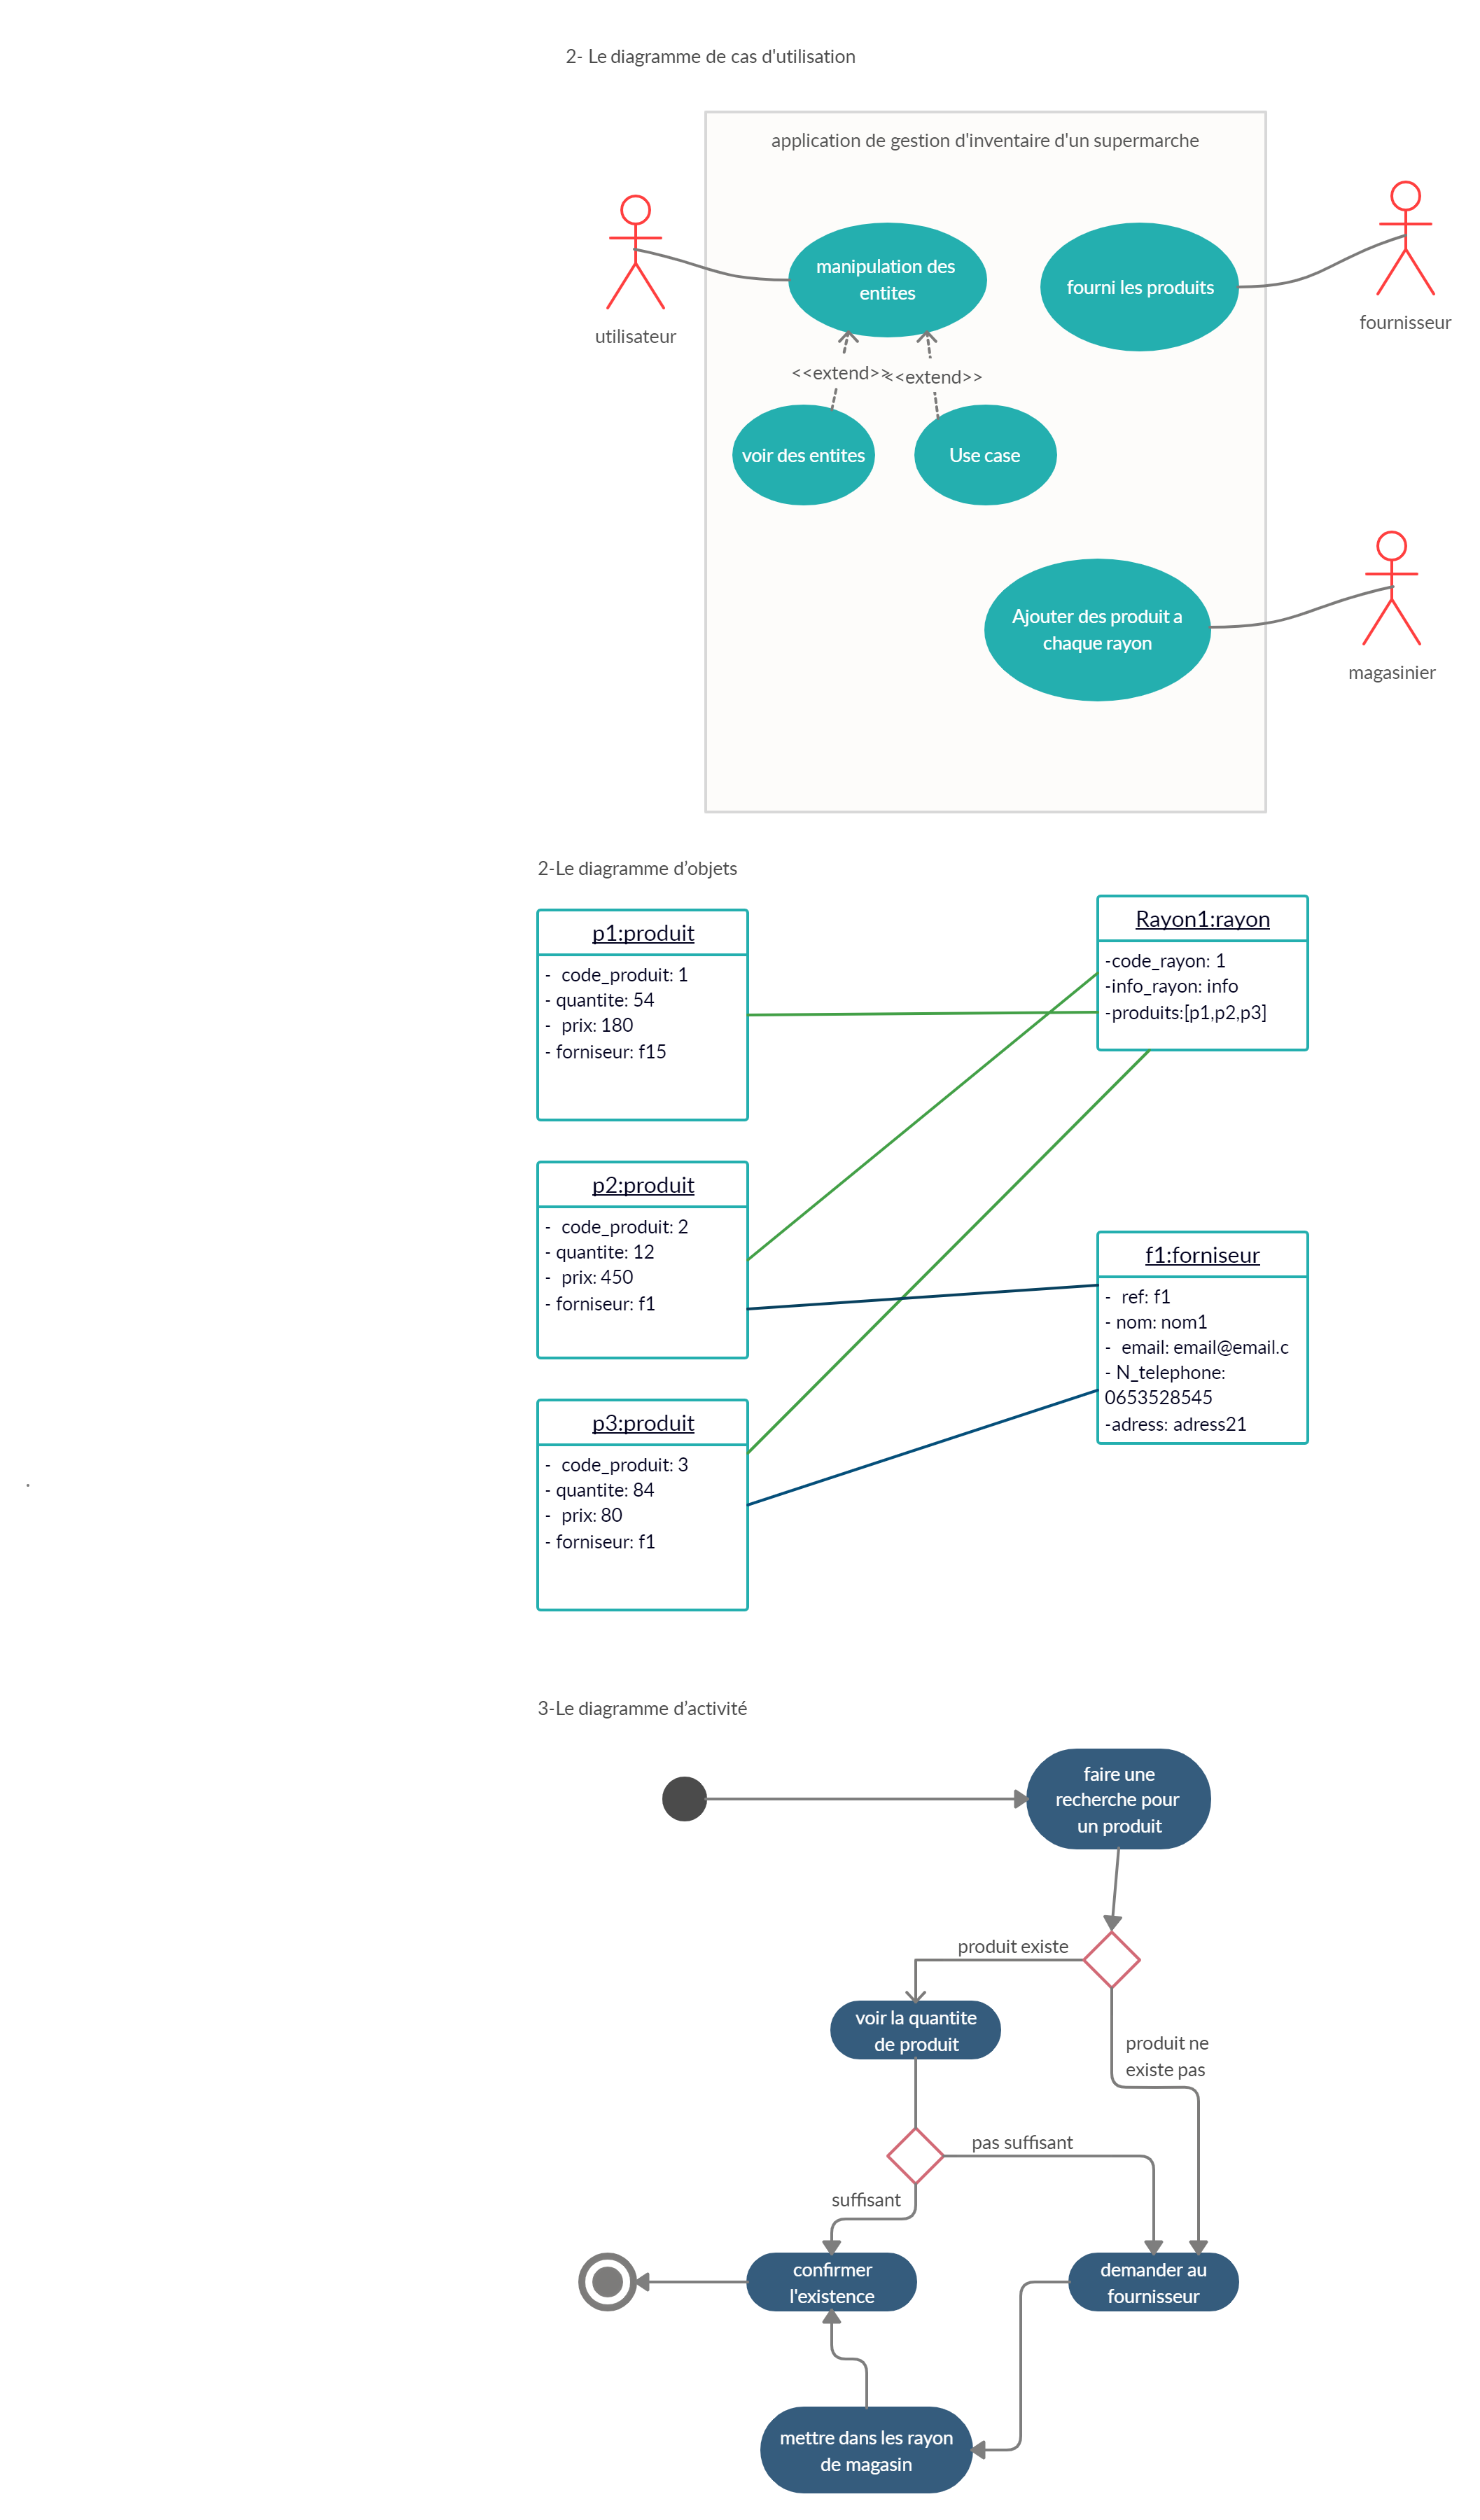 2- Le diagramme de cas d'utilisation
application de gestion d'inventaire d'un supermarche
manipulation des
entites
fourni les produits
utilisateur
fournisseur
<<extend>>
<<extend>>
voir des entites
Use case
Ajouter des produit a
chaque rayon
magasinier
2-Le diagramme d’objets
p1:produit
- code_produit: 1
- quantite: 54
- prix: 180
- forniseur: f15
Rayon1:rayon
-code_rayon: 1
-info_rayon: info
-produits:[p1,p2,p3]
p2:produit
- code_produit: 2
- quantite: 12
- prix: 450
- forniseur: f1
f1:forniseur
- ref: f1
- nom: nom1
- email: email@email.c
- N_telephone:
0653528545
-adress: adress21
p3:produit
- code_produit: 3
- quantite: 84
- prix: 80
- forniseur: f1
.
3-Le diagramme d’activité
faire une
recherche pour
un produit
produit existe
voir la quantite
de produit
produit ne
existe pas
pas suffisant
suffisant
confirmer
l'existence
demander au
fournisseur
mettre dans les rayon
de magasin